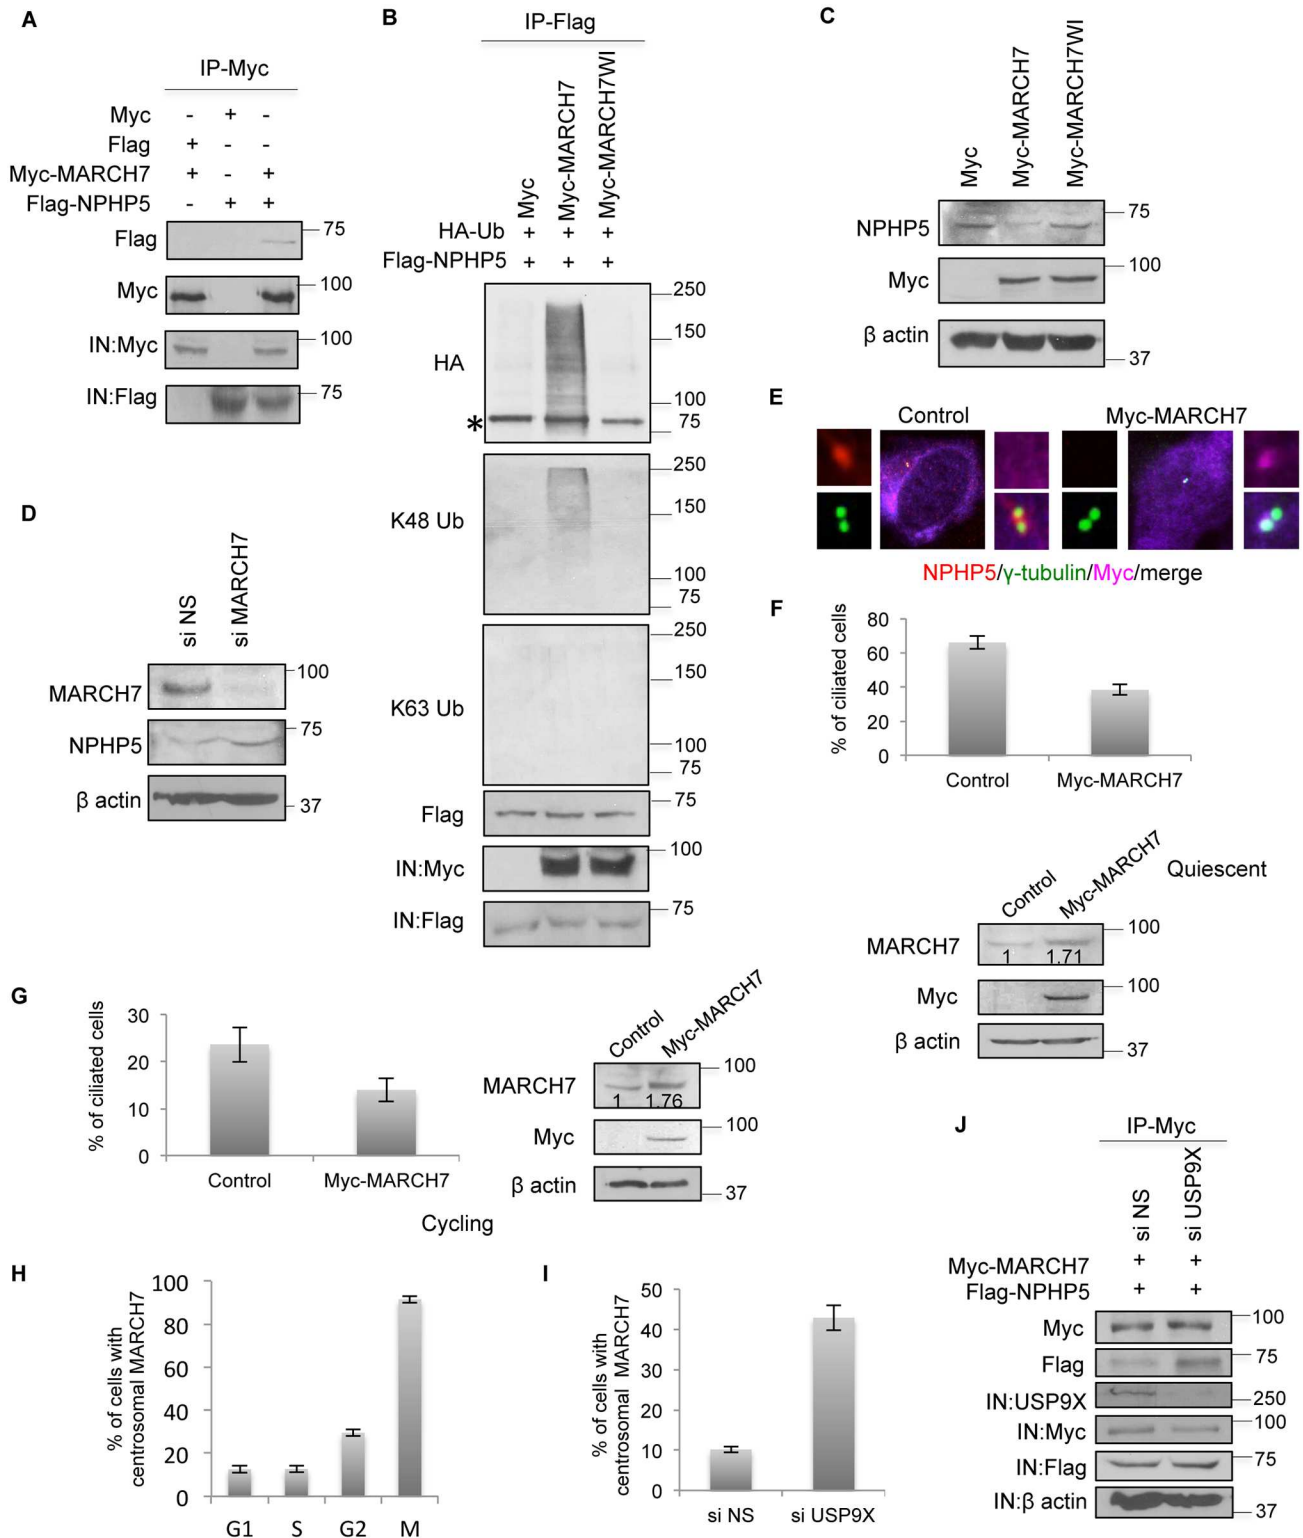 A
IP-Myc
Myc - + -
Flag + - -
Myc-MARCH7 + - +
Flag-NPHP5 - + +
Flag 75
Myc 100
IN:Myc 100
IN:Flag 75
B
IP-Flag
Myc
Myc-MARCH7
Myc-MARCH7WI
HA-Ub + + +
Flag-NPHP5 + + +
HA
250
150
100
75
*
K48 Ub
250
150
100
75
K63 Ub
250
150
100
75
Flag 75
IN:Myc 100
IN:Flag 75
C
Myc
Myc-MARCH7
Myc-MARCH7WI
NPHP5 75
Myc 100
β actin 37
D
si NS
si MARCH7
MARCH7 100
NPHP5 75
β actin 37
E
Control
Myc-MARCH7
NPHP5/γ-tubulin/Myc/merge
F
% of ciliated cells
80
60
40
20
0
Control
Myc-MARCH7
Control
Myc-MARCH7
Quiescent
MARCH7 100
1 1.71
Myc 100
β actin 37
G
% of ciliated cells
30
20
10
0
Control
Myc-MARCH7
Control
Myc-MARCH7
MARCH7 100
1 1.76
Myc 100
β actin 37
Cycling
H
% of cells with
centrosomal MARCH7
100
80
60
40
20
0
G1 S G2 M
I
% of cells with
centrosomal MARCH7
50
40
30
20
10
0
si NS
si USP9X
J
IP-Myc
si NS
si USP9X
Myc-MARCH7 + +
Flag-NPHP5 + +
Myc 100
Flag 75
IN:USP9X 250
IN:Myc 100
IN:Flag 75
IN:β actin 37